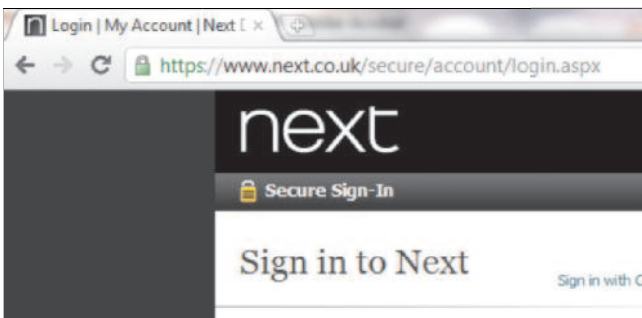 Login | My Account | Next [
https://www.next.co.uk/secure/account/login.aspx
next
Secure Sign-In
Sign in to Next
Sign in with